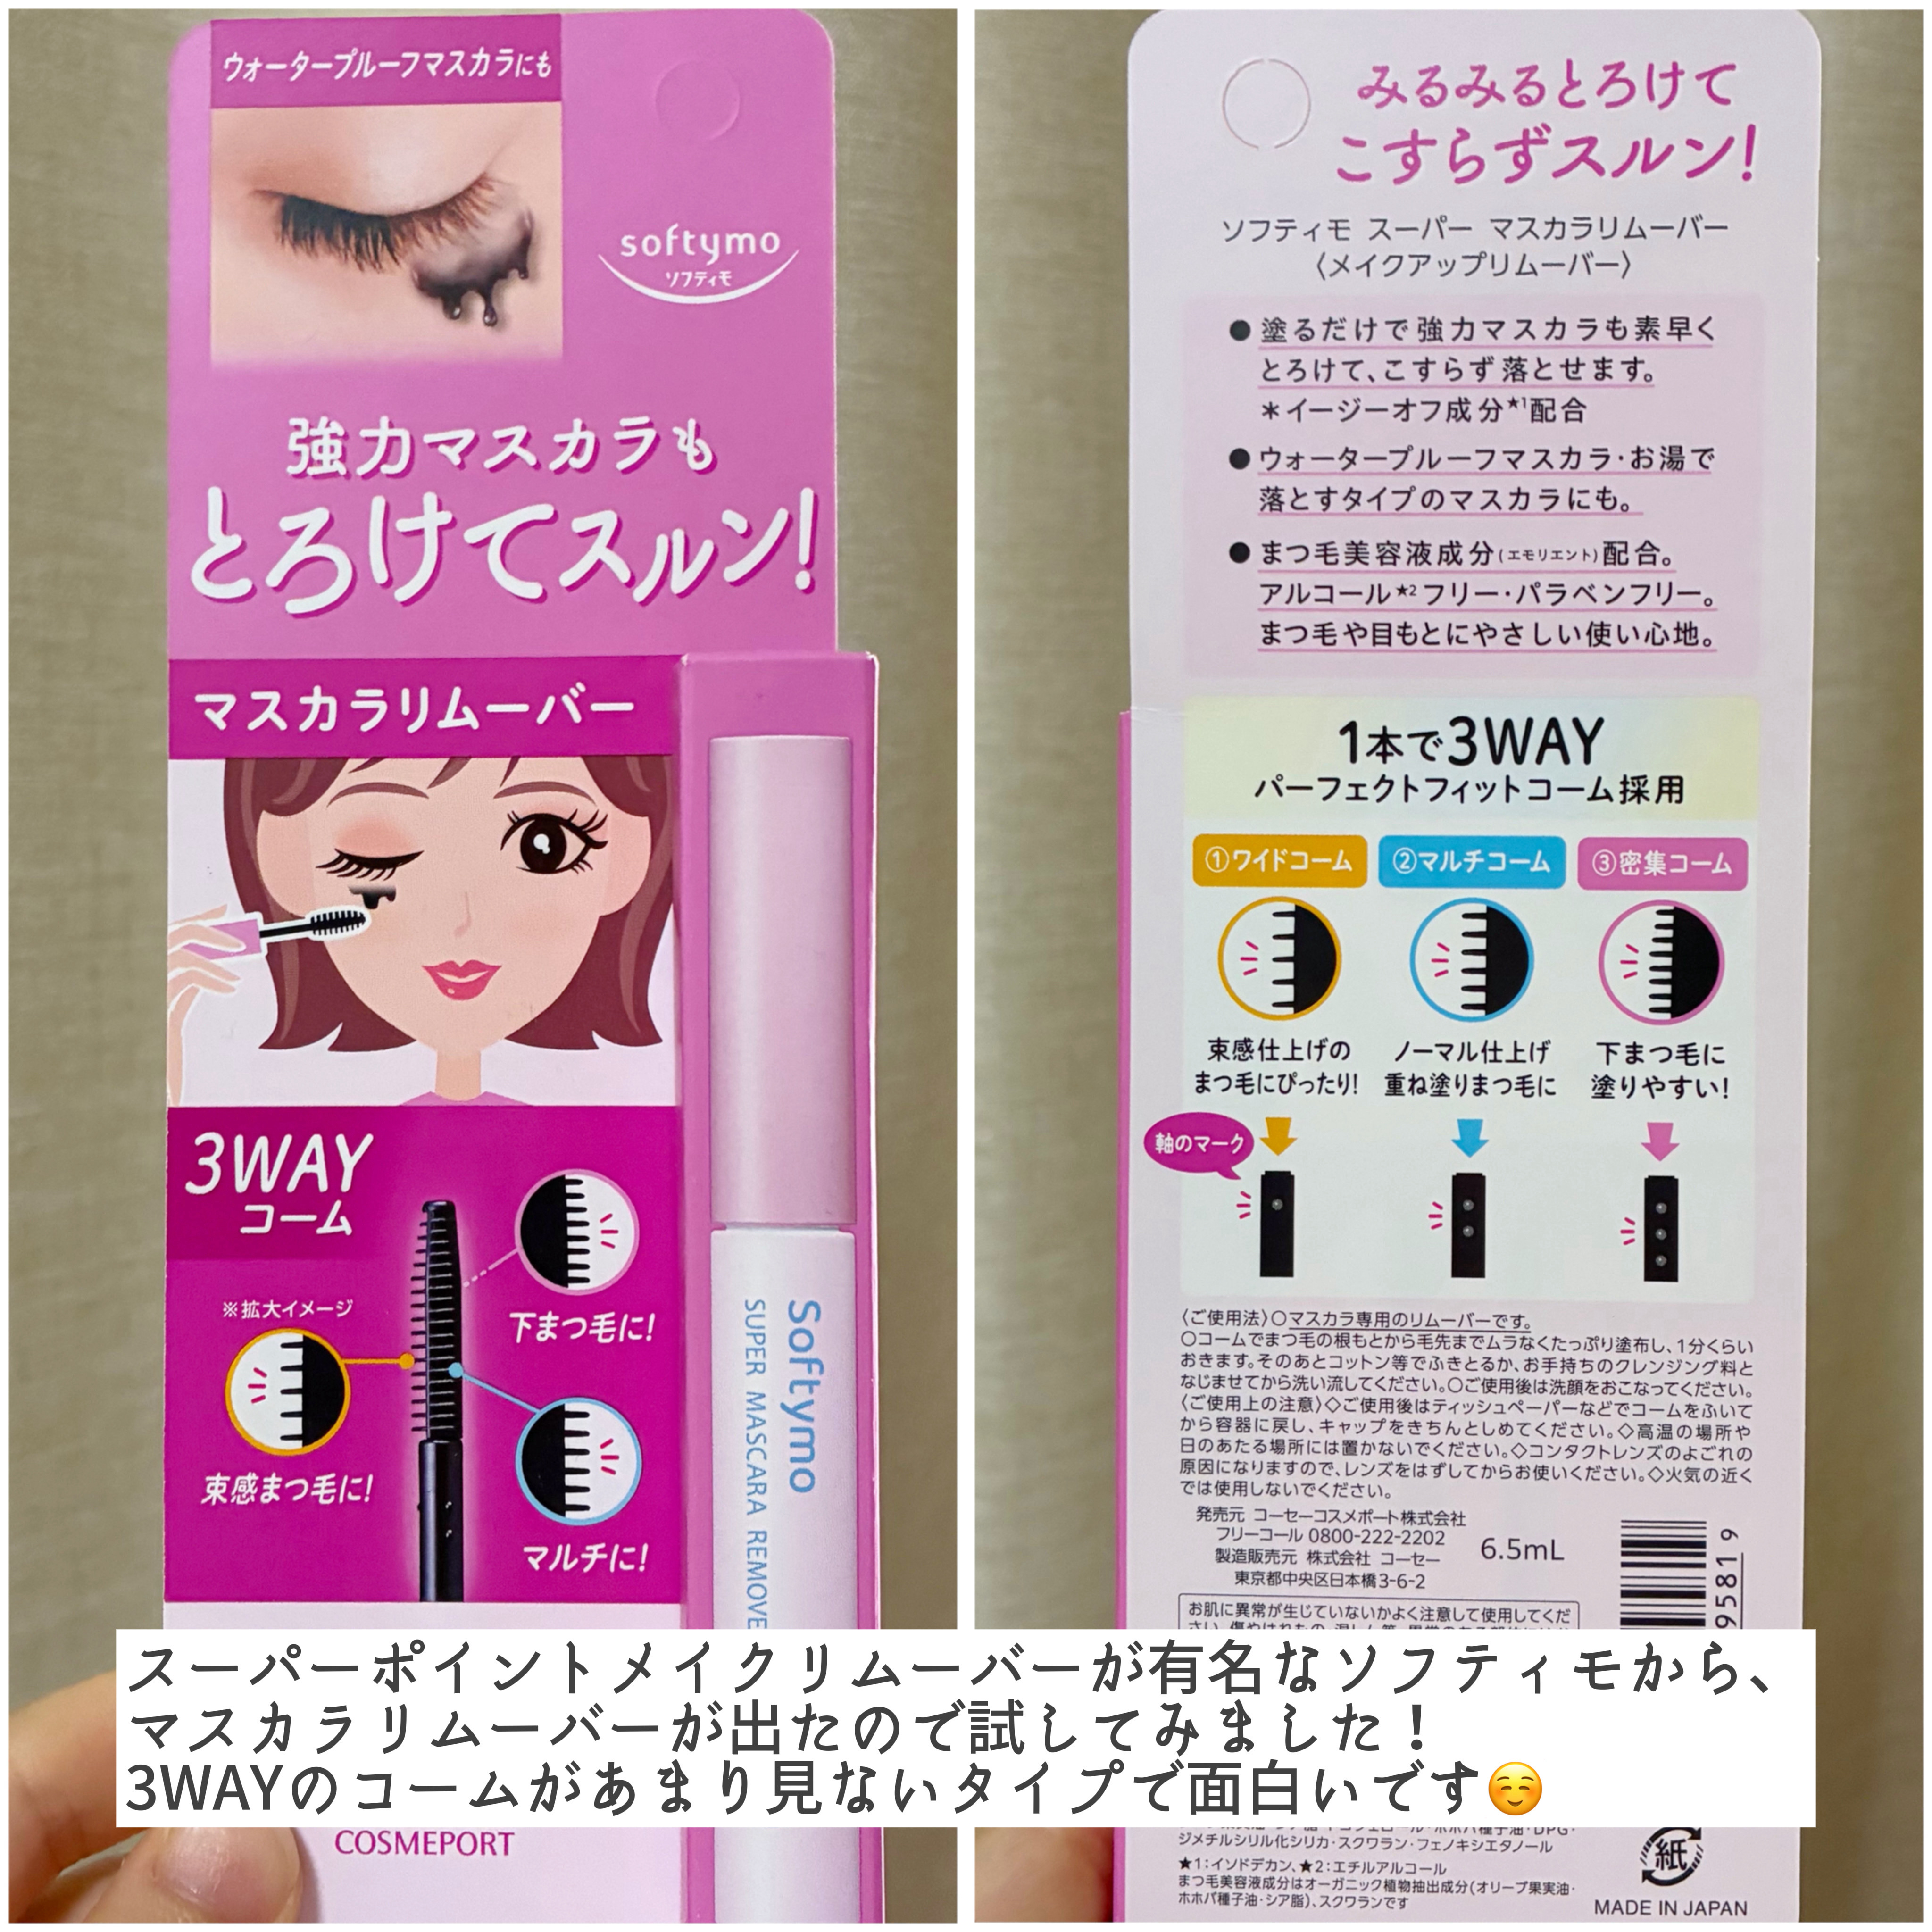 ウォータープルーフマスカラにも
softymo
ソフティモ
強力マスカラも
とろけてスルン!
マスカラリムーバー
3WAY
コーム
※拡大イメージ
下まつ毛に!
束感まつ毛に!
マルチに!
Softymo
SUPER MASCARA REMOVE
COSMEPORT
みるみるとろけて
こすらずスルン!
ソフティモ スーパー マスカラリムーバー
〈メイクアップリムーバー〉
●塗るだけで強力マスカラも素早く
とろけて、こすらず落とせます。
＊イージーオフ成分★1配合
●ウォータープルーフマスカラ・お湯で
落とすタイプのマスカラにも。
●まつ毛美容液成分(エモリエント)配合。
アルコール★2フリー・パラベンフリー。
まつ毛や目もとにやさしい使い心地。
1本で3WAY
パーフェクトフィットコーム採用
①ワイドコーム ②マルチコーム ③密集コーム
束感仕上げの ノーマル仕上げ 下まつ毛に
まつ毛にぴったり! 重ね塗りまつ毛に 塗りやすい!
軸のマーク
〈ご使用法〉○マスカラ専用のリムーバーです。
○コームでまつ毛の根もとから毛先までムラなくたっぷり塗布し、1分くらい
おきます。そのあとコットン等でふきとるか、お手持ちのクレンジング料と
なじませてから洗い流してください。○ご使用後は洗顔をおこなってください。
〈ご使用上の注意〉◇ご使用後はティッシュペーパーなどでコームをふいて
から容器に戻し、キャップをきちんとしめてください。◇高温の場所や
日のあたる場所には置かないでください。◇コンタクトレンズのよごれの
原因になりますので、レンズをはずしてからお使いください。◇火気の近く
では使用しないでください。
発売元 コーセーコスメポート株式会社
フリーコール 0800-222-2202
製造販売元 株式会社 コーセー
東京都中央区日本橋3-6-2
6.5mL
95819
お肌に異常が生じていないかよく注意して使用してくだ
スーパーポイントメイクリムーバーが有名なソフティモから、
マスカラリムーバーが出たので試してみました！
3WAYのコームがあまり見ないタイプで面白いです☺️
ジメチルシリル化シリカ・スクワラン・フェノキシエタノール
★1:イソドデカン、★2:エチルアルコール
まつ毛美容液成分はオーガニック植物抽出成分(オリーブ果実油・
ホホバ種子油・シア脂)、スクワランです
紙
MADE IN JAPAN